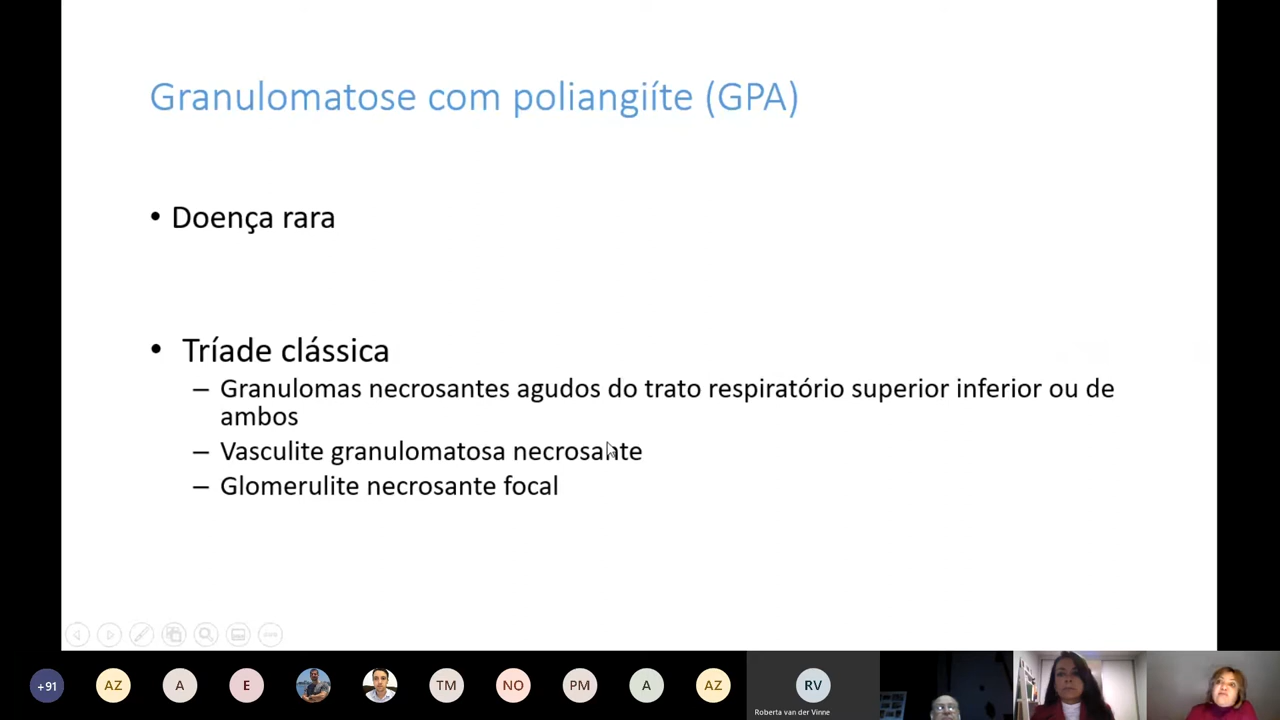 Granulomatose com poliangiíte (GPA)
• Doença rara
• Tríade clássica
– Granulomas necrosantes agudos do trato respiratório superior inferior ou de
ambos
– Vasculite granulomatosa necrosante
– Glomerulite necrosante focal
+91 AZ A E TM NO PM A AZ RV
Roberta van der Vinne